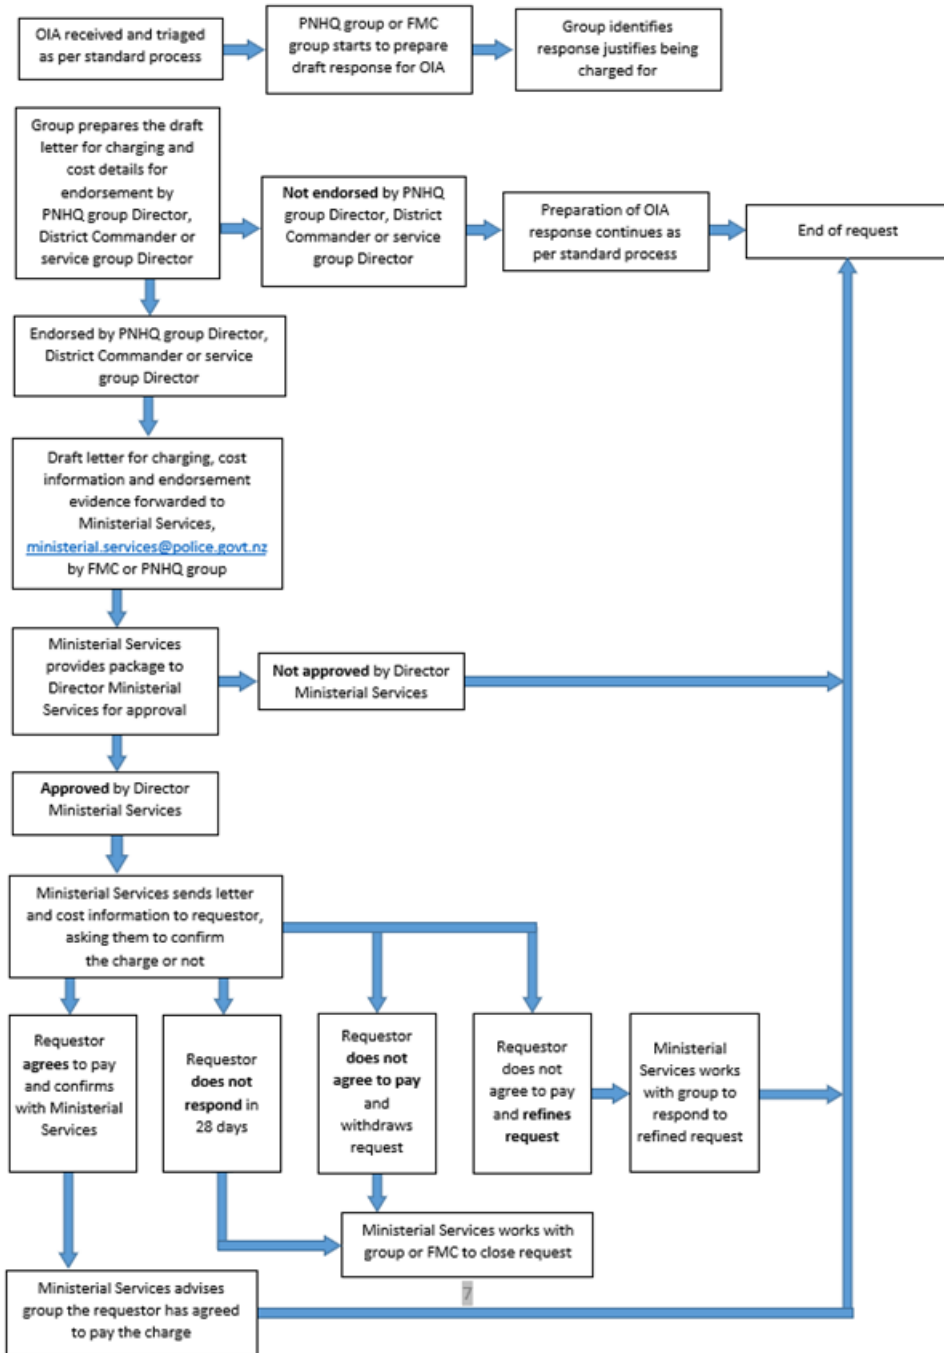 OIA received and triaged
as per standard process
PNHQ group or FMC
group starts to prepare
draft response for OIA
Group identifies
response justifies being
charged for
Group prepares the draft
letter for charging and
cost details for
endorsement by
PNHQ group Director,
District Commander or
service group Director
Not endorsed by PNHQ
group Director, District
Commander or service
group Director
Preparation of OIA
response continues as
per standard process
End of request
Endorsed by PNHQ group Director,
District Commander or service
group Director
Draft letter for charging, cost
information and endorsement
evidence forwarded to
Ministerial Services,
ministerial.services@police.govt.nz
by FMC or PNHQ group
Ministerial Services
provides package to
Director Ministerial
Services for approval
Not approved by Director
Ministerial Services
Approved by Director
Ministerial Services
Ministerial Services sends letter
and cost information to requestor,
asking them to confirm
the charge or not
Requestor
agrees to pay
and confirms
with Ministerial
Services
Requestor
does not
respond in
28 days
Requestor
does not
agree to pay
and
withdraws
request
Requestor
does not
agree to pay
and refines
request
Ministerial
Services works
with group to
respond to
refined request
Ministerial Services works with
group or FMC to close request
7
Ministerial Services advises
group the requestor has agreed
to pay the charge